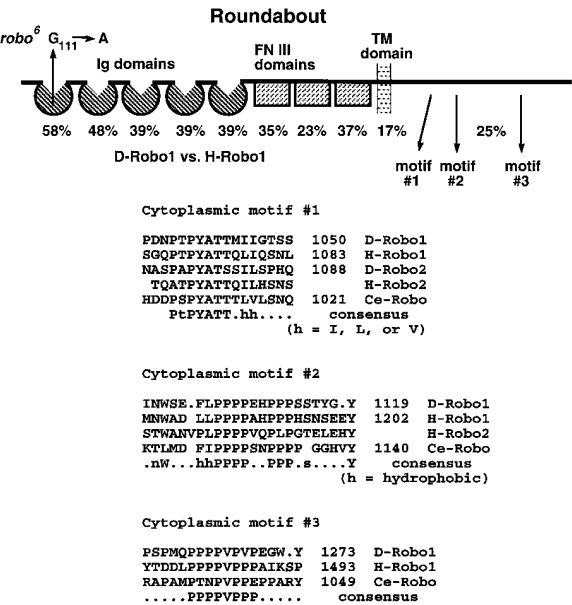 Roundabout
robo6 G111 → A
Ig domains
FN III domains
TM domain
58% 48% 39% 39% 39% 35% 23% 37% 17% 25%
D-Robo1 vs. H-Robo1
motif #1 motif #2 motif #3
Cytoplasmic motif #1
PDNPTPYATTMIIGTSS 1050 D-Robo1
SGQPTPYATTQLIQSNL 1083 H-Robo1
NASPAPYATSSILSPHQ 1088 D-Robo2
TQATPYATTQILHSNS H-Robo2
HDDPSPYATTTLVLSNQ 1021 Ce-Robo
PtPYATT.hh.... consensus
(h = I, L, or V)
Cytoplasmic motif #2
INWSE.FLPPPPEHPPPSSTYG.Y 1119 D-Robo1
MNWAD LLPPPPAHPPPHSNSEEY 1202 H-Robo1
STWANVPLPPPPVQPLPGTELEHY H-Robo2
KTLMD FIPPPPSNPPPP GGHVY 1140 Ce-Robo
.nW...hhPPPP..PPP.s....Y consensus
(h = hydrophobic)
Cytoplasmic motif #3
PSPMQPPPPVPVPEGW.Y 1273 D-Robo1
YTDDLPPPPVPPPAIKSP 1493 H-Robo1
RAPAMPTNPVPPEPPARY 1049 Ce-Robo
.....PPPPVPPP..... consensus